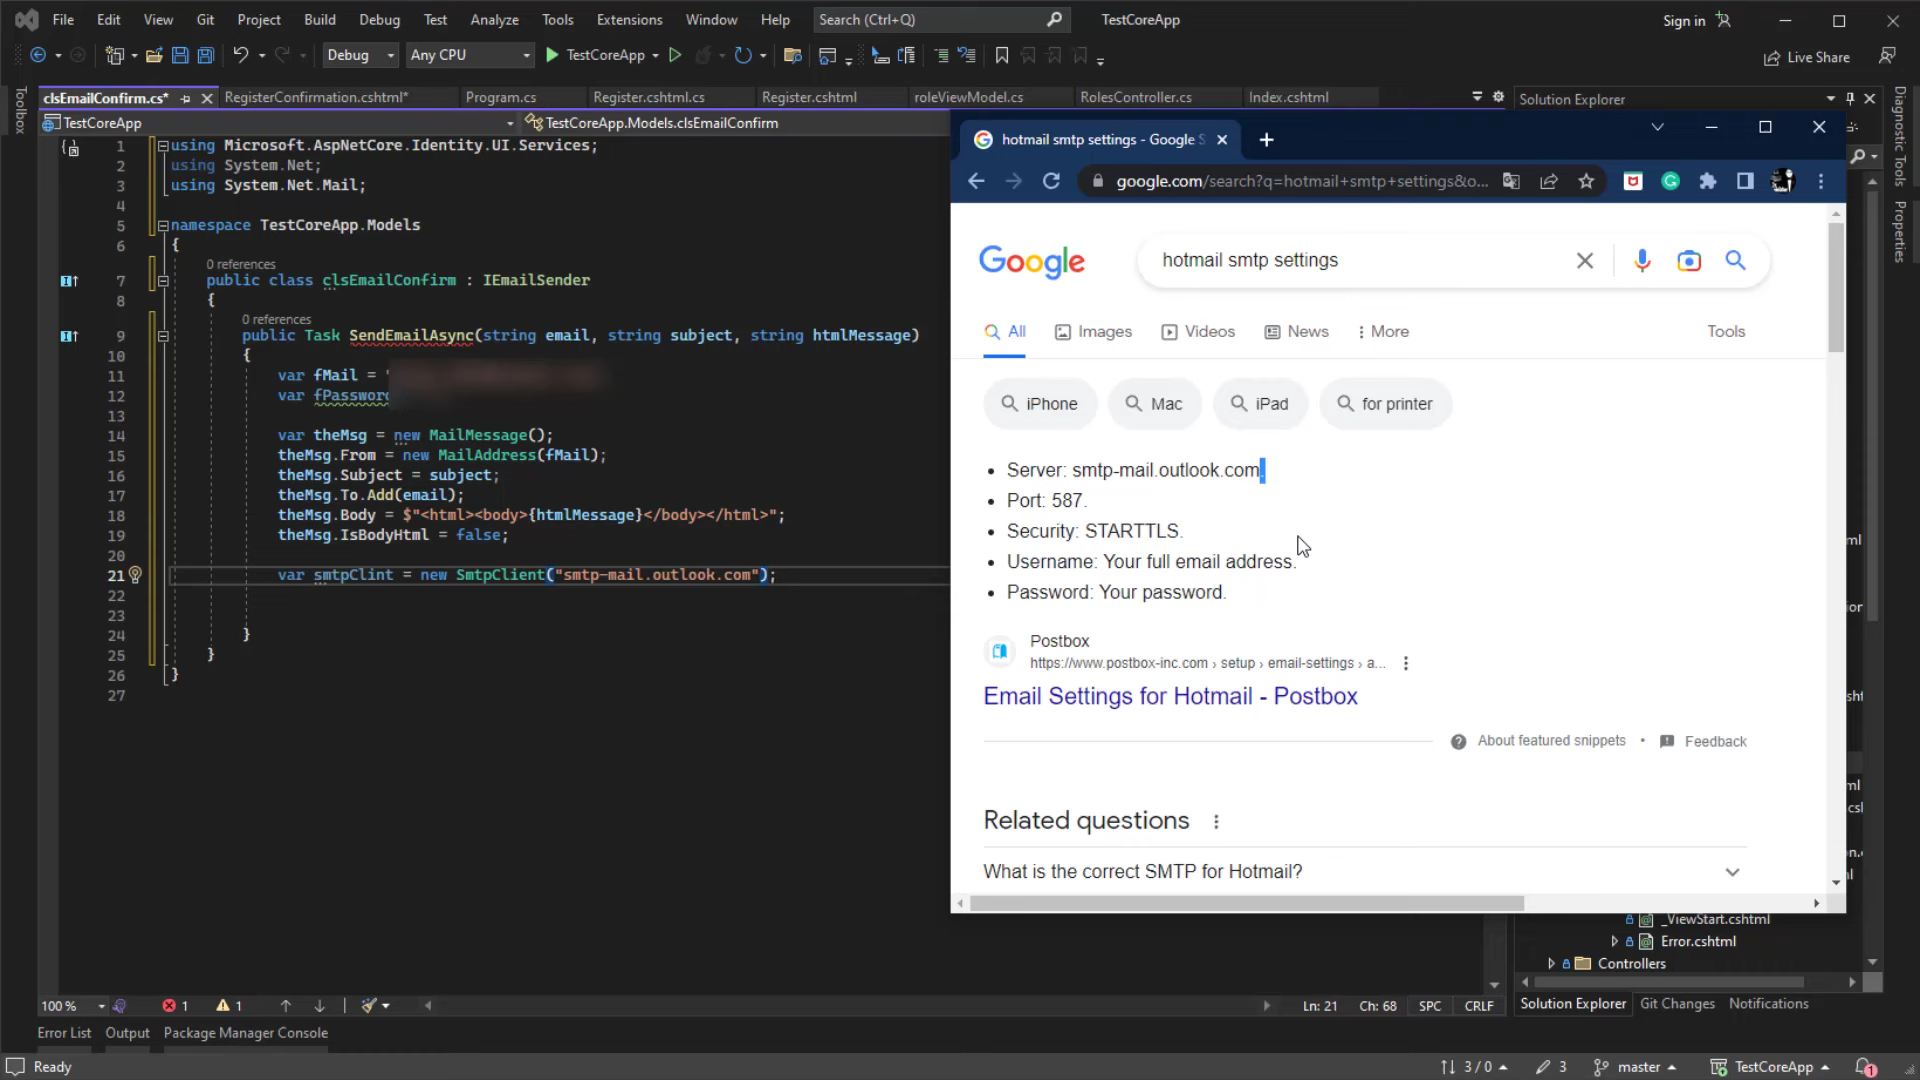 File Edit View Git Project Build Debug Test Analyze Tools Extensions Window Help Search (Ctrl+Q) TestCoreApp Sign in
Debug Any CPU TestCoreApp Live Share
clsEmailConfirm.cs* RegisterConfirmation.cshtml* Program.cs Register.cshtml.cs Register.cshtml roleViewModel.cs RolesController.cs Index.cshtml Solution Explorer
Toolbox
Diagnostic Tools
Properties
TestCoreApp TestCoreApp.Models.clsEmailConfirm
1 using Microsoft.AspNetCore.Identity.UI.Services;
2 using System.Net;
3 using System.Net.Mail;
4
5 namespace TestCoreApp.Models
6 {
0 references
7 public class clsEmailConfirm : IEmailSender
8 {
0 references
9 public Task SendEmailAsync(string email, string subject, string htmlMessage)
10 {
11 var fMail = "
12 var fPassword
13
14 var theMsg = new MailMessage();
15 theMsg.From = new MailAddress(fMail);
16 theMsg.Subject = subject;
17 theMsg.To.Add(email);
18 theMsg.Body = $"<html><body>{htmlMessage}</body></html>";
19 theMsg.IsBodyHtml = false;
20
21 var smtpClint = new SmtpClient("smtp-mail.outlook.com");
22
23
24 }
25 }
26 }
27
hotmail smtp settings - Google S
google.com/search?q=hotmail+smtp+settings&o...
Google hotmail smtp settings
All Images Videos News More Tools
iPhone Mac iPad for printer
• Server: smtp-mail.outlook.com.
• Port: 587.
• Security: STARTTLS.
• Username: Your full email address.
• Password: Your password.
Postbox
https://www.postbox-inc.com › setup › email-settings › a...
Email Settings for Hotmail - Postbox
About featured snippets • Feedback
Related questions
What is the correct SMTP for Hotmail?
_ViewStart.cshtml
Error.cshtml
Controllers
100 % 1 1 Ln: 21 Ch: 68 SPC CRLF Solution Explorer Git Changes Notifications
Error List Output Package Manager Console
Ready 3 / 0 3 master TestCoreApp 1